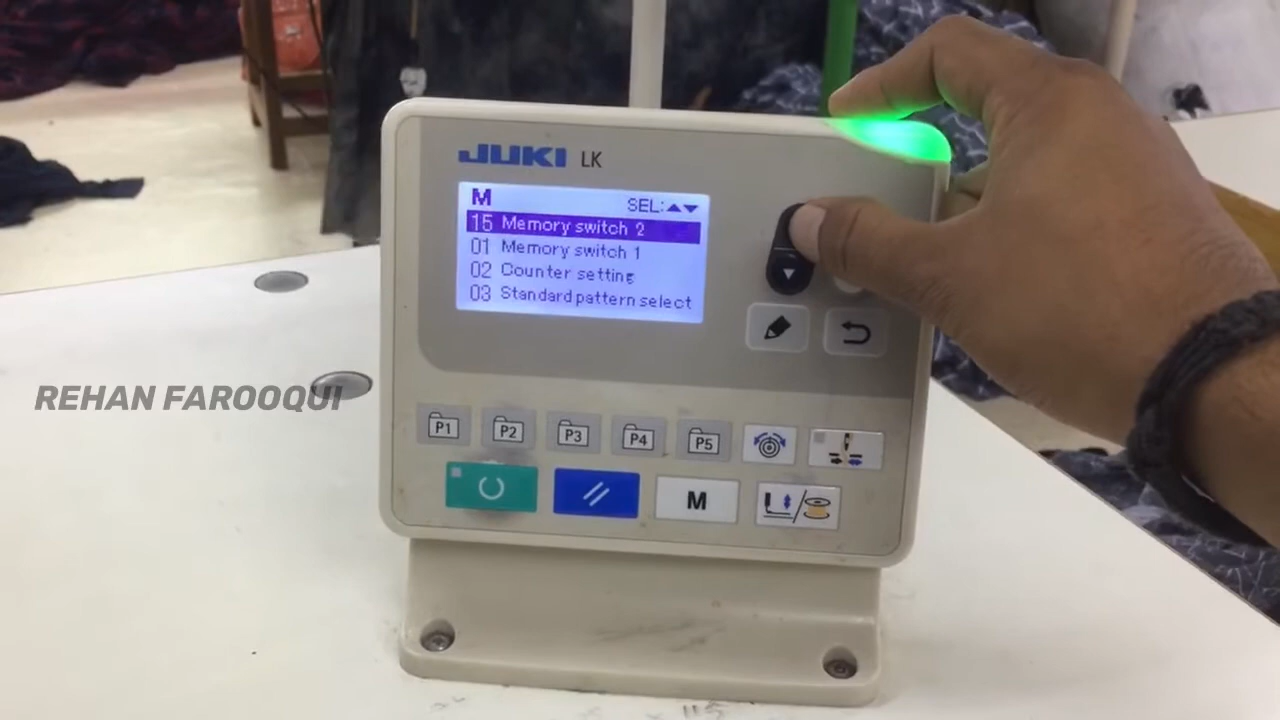 JUKI LK
M SEL:▲▼
15 Memory switch 2
01 Memory switch 1
02 Counter setting
03 Standard pattern select
REHAN FAROOQUI
P1 P2 P3 P4 P5
M